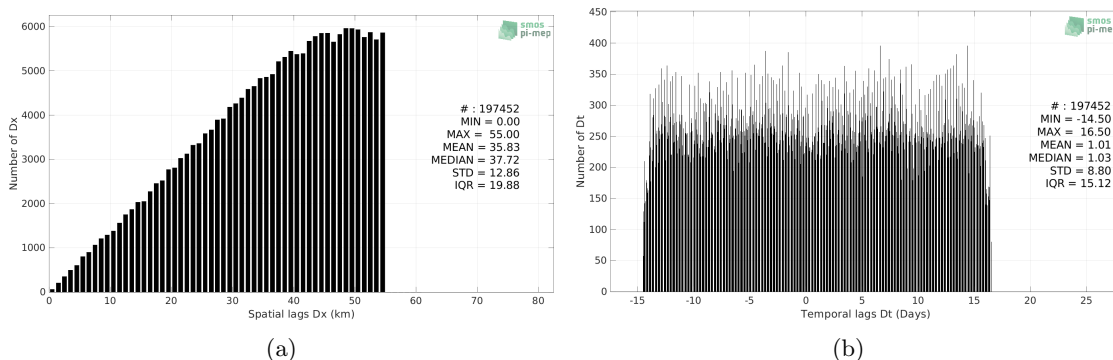 6000
5000
4000
3000
2000
1000
0
Number of Dx
0 10 20 30 40 50 60 70 80
Spatial lags Dx (km)
smos
pi-mep
# : 197452
MIN = 0.00
MAX = 55.00
MEAN = 35.83
MEDIAN = 37.72
STD = 12.86
IQR = 19.88
(a)
450
400
350
300
250
200
150
100
50
0
Number of Dt
-15 -10 -5 0 5 10 15 20 25
Temporal lags Dt (Days)
smos
pi-mep
# : 197452
MIN = -14.50
MAX = 16.50
MEAN = 1.01
MEDIAN = 1.03
STD = 8.80
IQR = 15.12
(b)